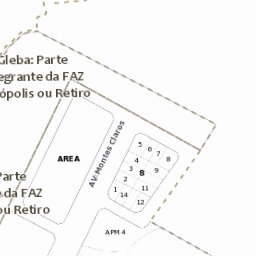 Gleba: Parte
egrante da FAZ
ópolis ou Retiro
AREA
AV-Montes Claros
5
6
7
8
4
3
9
8
2
1
11
14
12
Parte
e da FAZ
ou Retiro
APM 4